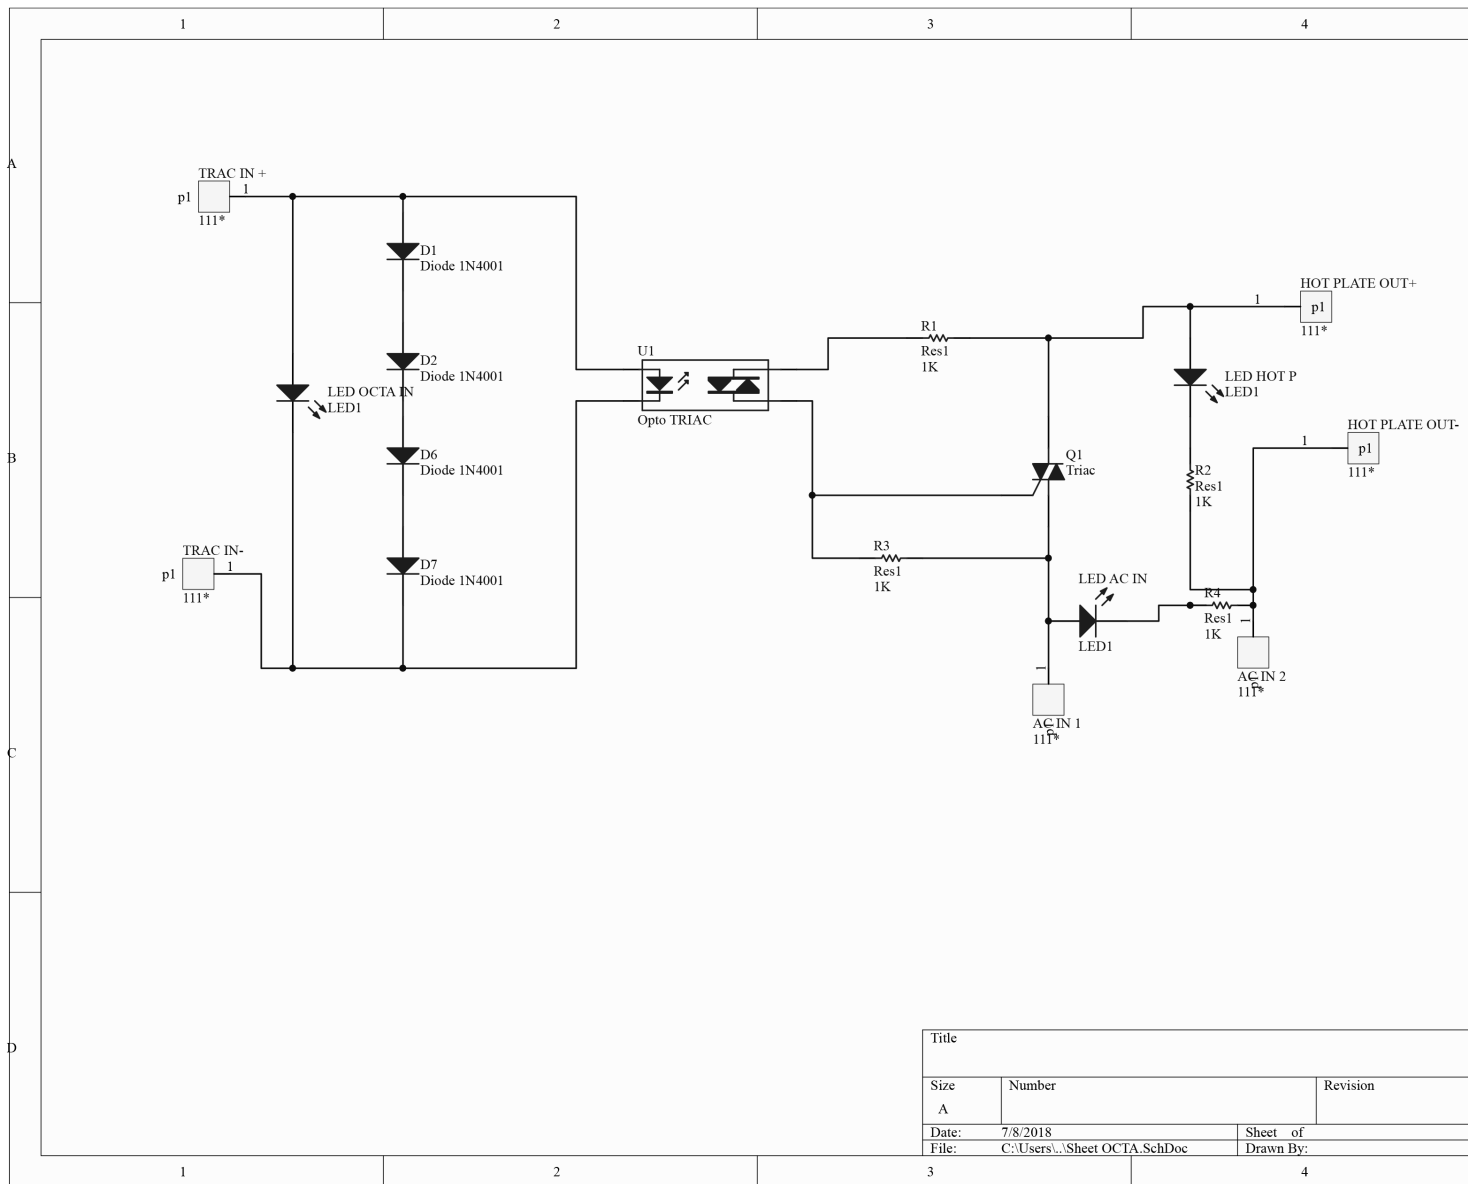 1 2 3 4
A
TRAC IN +
p1
1
111*
D1
Diode 1N4001
HOT PLATE OUT+
1
p1
111*
R1
Res1
1K
U1
D2
Diode 1N4001
LED HOT P
LED1
LED OCTA IN
LED1
Opto TRIAC
HOT PLATE OUT-
1
p1
111*
B
D6
Diode 1N4001
Q1
Triac
R2
Res1
1K
TRAC IN-
p1
1
111*
D7
Diode 1N4001
R3
Res1
1K
LED AC IN
LED1
R4
Res1
1K
1
AC IN 2
p1
111*
1
AC IN 1
p1
111*
C
D
Title
Size
A
Number
Revision
Date: 7/8/2018
Sheet of
File: C:\Users\..\Sheet OCTA.SchDoc
Drawn By:
1 2 3 4